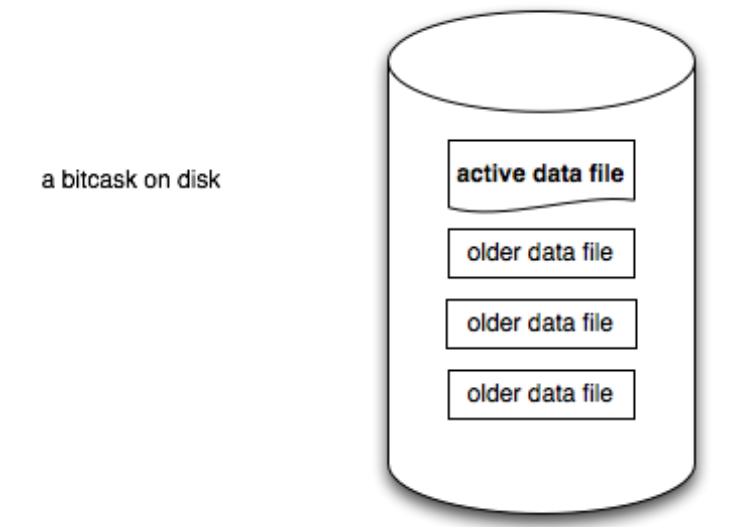 a bitcask on disk
active data file
older data file
older data file
older data file